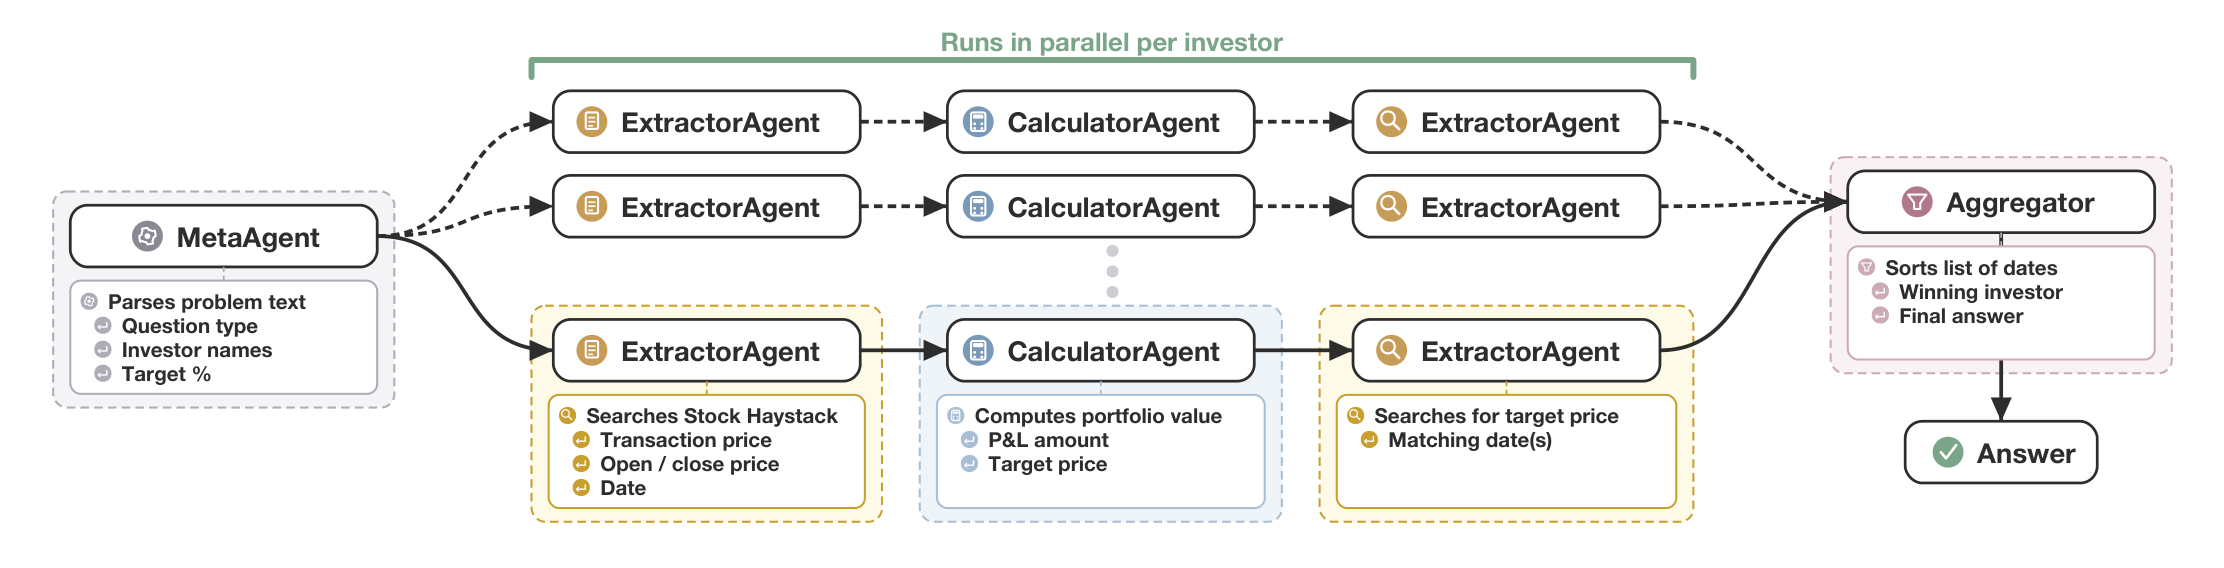 Runs in parallel per investor
ExtractorAgent
CalculatorAgent
ExtractorAgent
ExtractorAgent
CalculatorAgent
ExtractorAgent
MetaAgent
Parses problem text
Question type
Investor names
Target %
ExtractorAgent
Searches Stock Haystack
Transaction price
Open / close price
Date
CalculatorAgent
Computes portfolio value
P&L amount
Target price
ExtractorAgent
Searches for target price
Matching date(s)
Aggregator
Sorts list of dates
Winning investor
Final answer
Answer